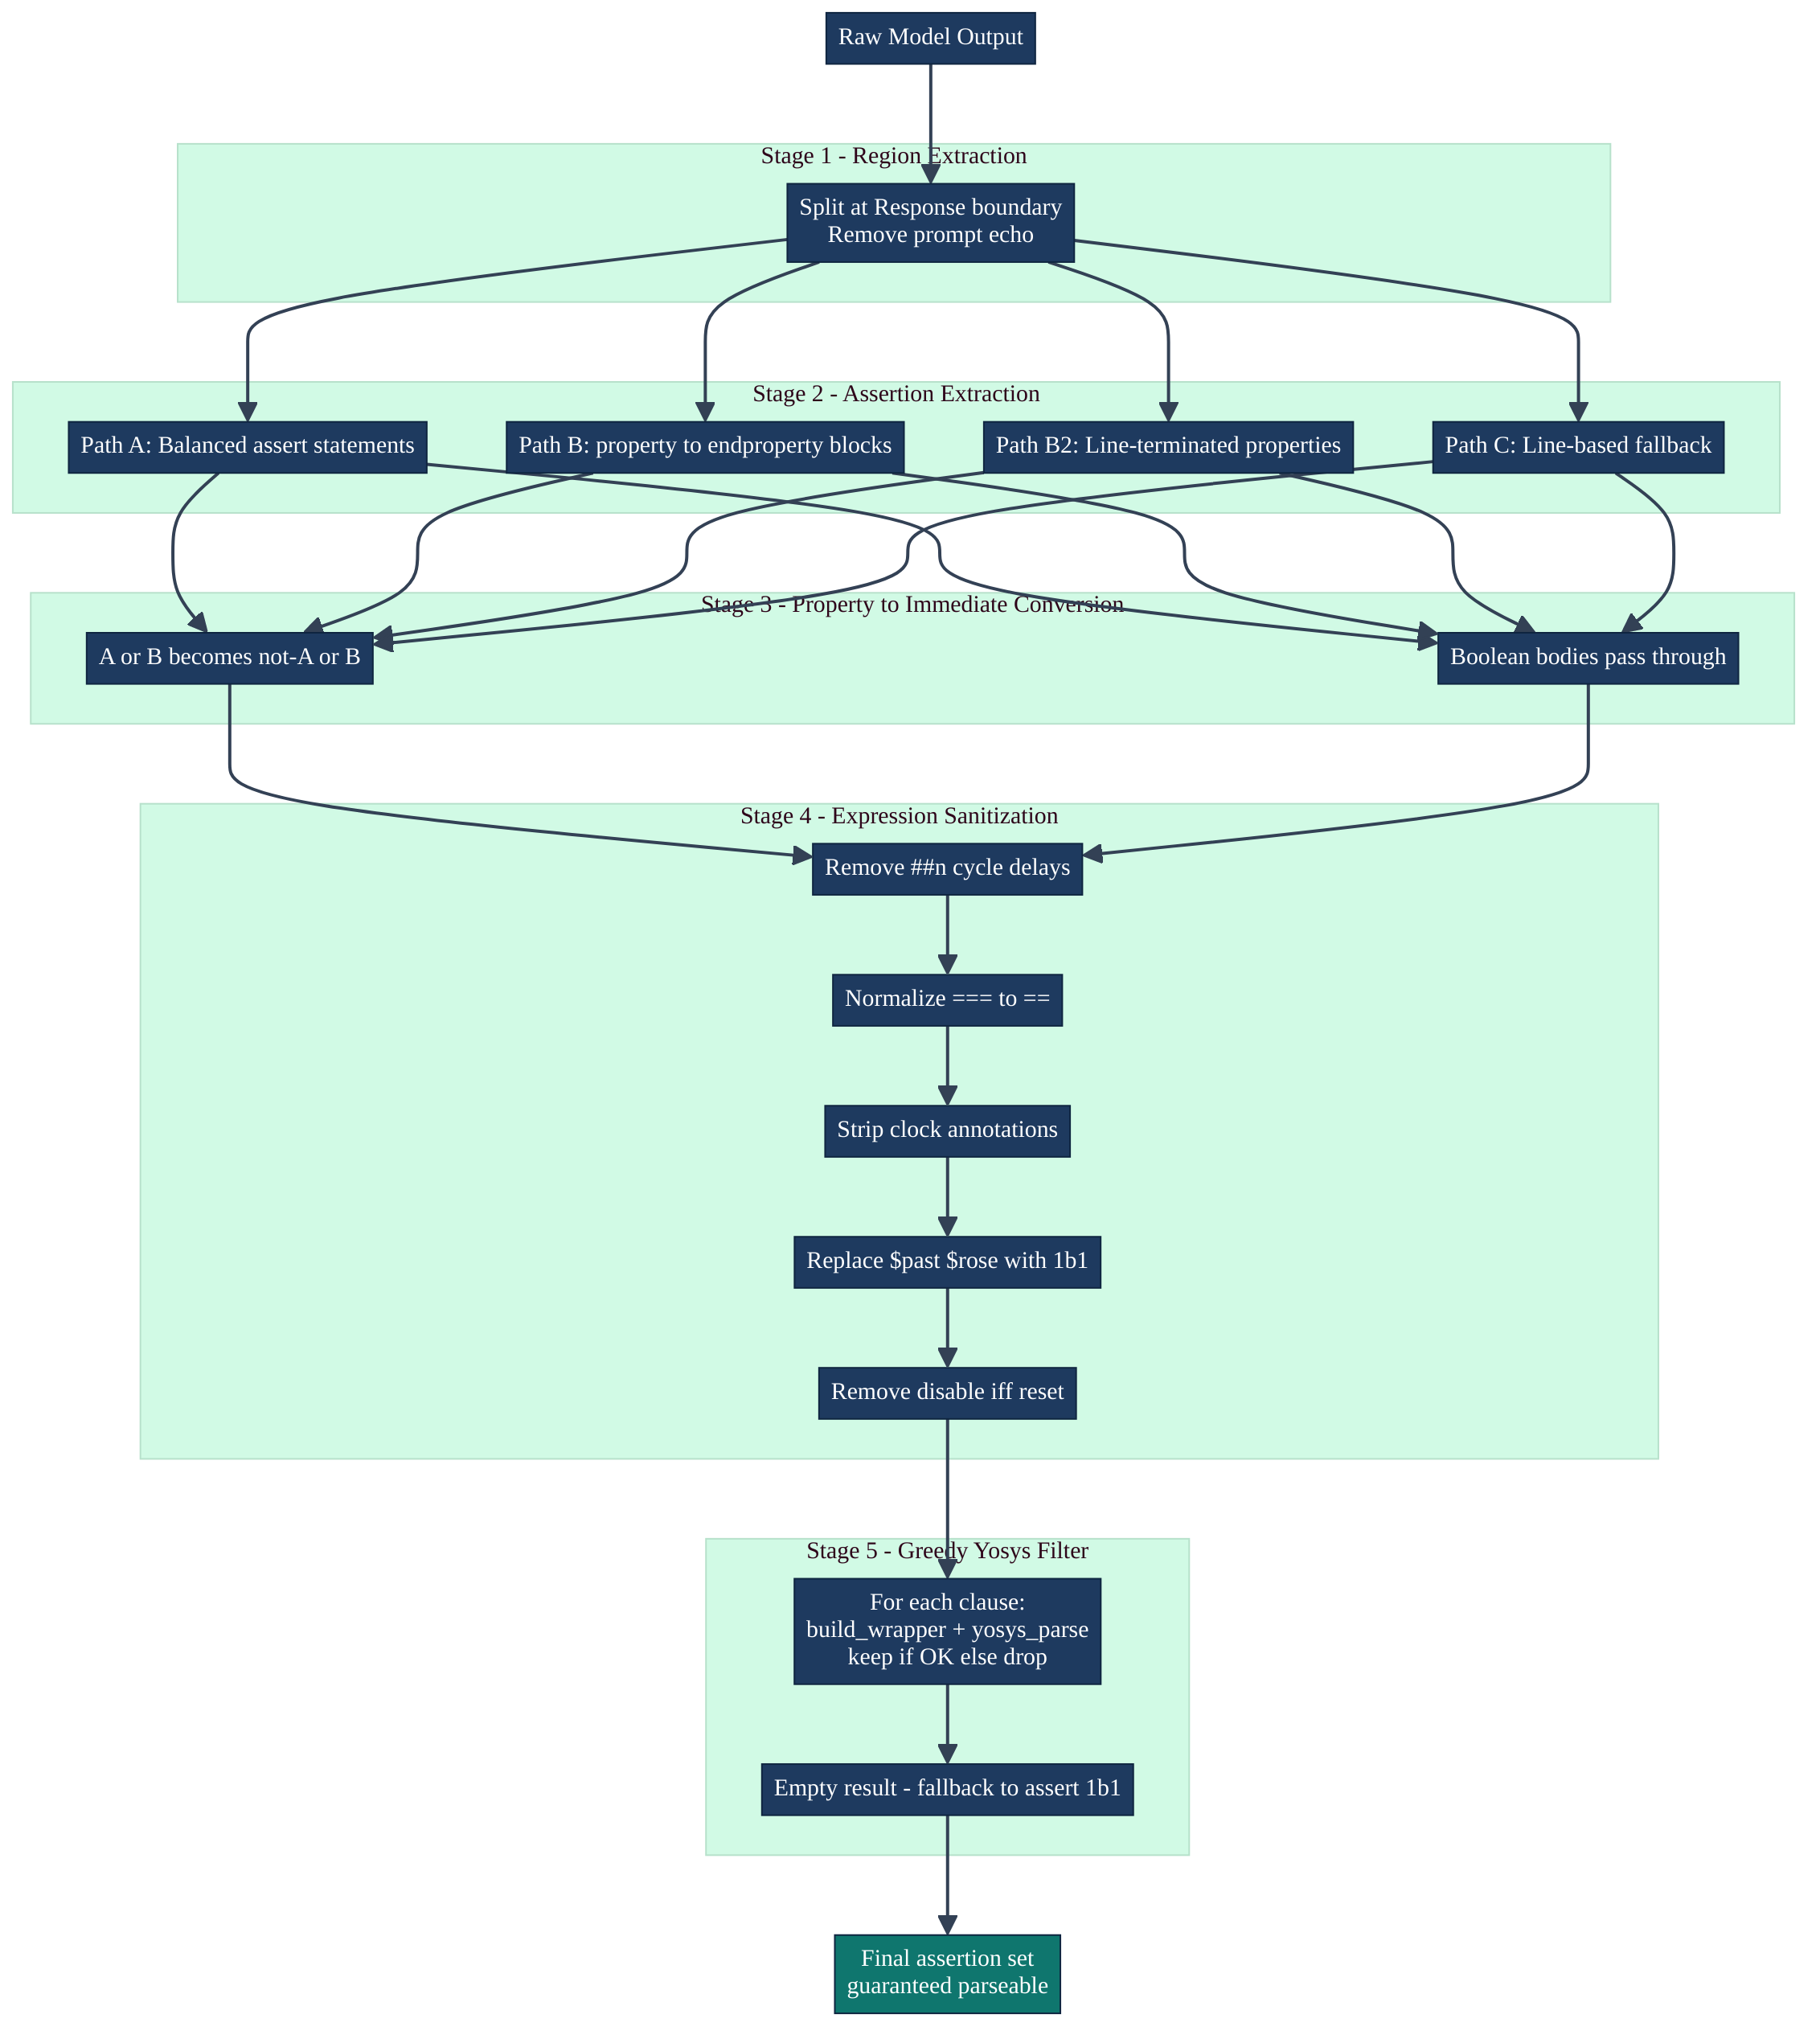 Raw Model Output
Stage 1 - Region Extraction
Split at Response boundary
Remove prompt echo
Stage 2 - Assertion Extraction
Path A: Balanced assert statements
Path B: property to endproperty blocks
Path B2: Line-terminated properties
Path C: Line-based fallback
Stage 3 - Property to Immediate Conversion
A or B becomes not-A or B
Boolean bodies pass through
Stage 4 - Expression Sanitization
Remove ##n cycle delays
Normalize === to ==
Strip clock annotations
Replace $past $rose with 1b1
Remove disable iff reset
Stage 5 - Greedy Yosys Filter
For each clause:
build_wrapper + yosys_parse
keep if OK else drop
Empty result - fallback to assert 1b1
Final assertion set
guaranteed parseable